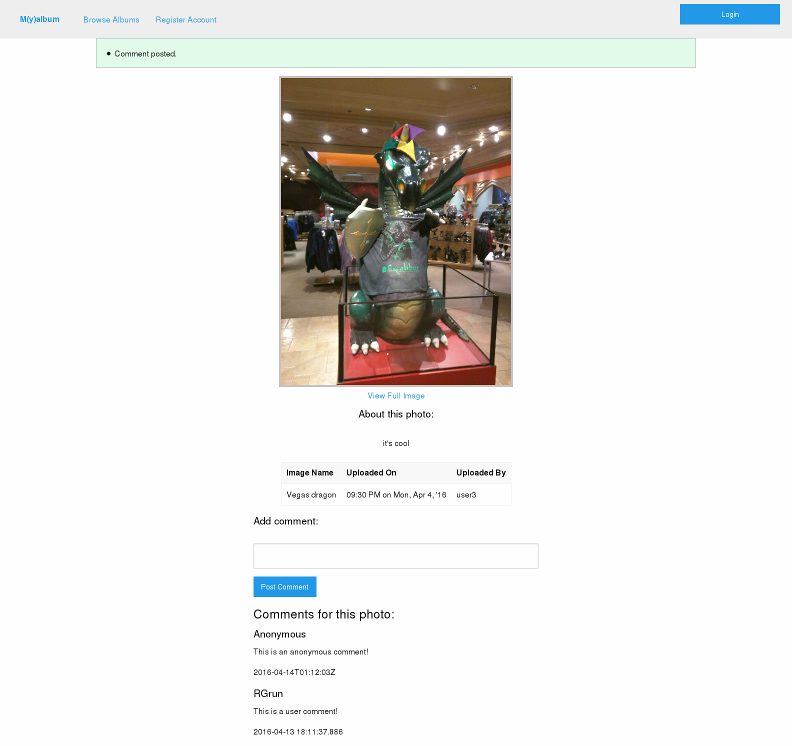 M(y)album Browse Albums Register Account Login
Comment posted.
View Full Image
About this photo:
it's cool
Image Name Uploaded On Uploaded By
Vegas dragon 09:30 PM on Mon, Apr 4, '16 user3
Add comment:
Post Comment
Comments for this photo:
Anonymous
This is an anonymous comment!
2016-04-14T01:12:03Z
RGrun
This is a user comment!
2016-04-13 18:11:37.886